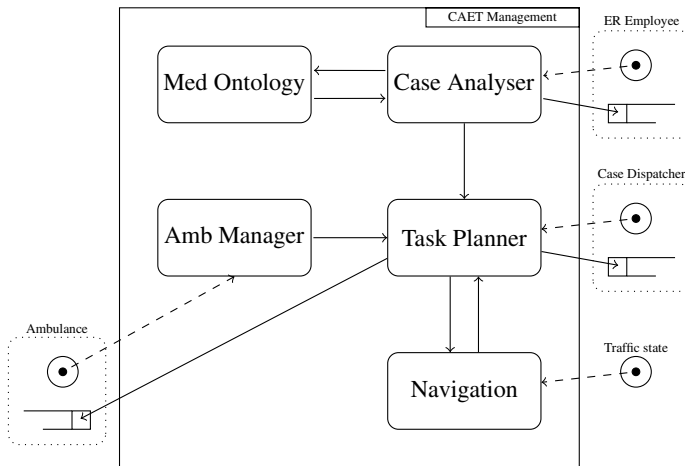 CAET Management
ER Employee
Med Ontology
Case Analyser
Case Dispatcher
Amb Manager
Task Planner
Ambulance
Traffic state
Navigation